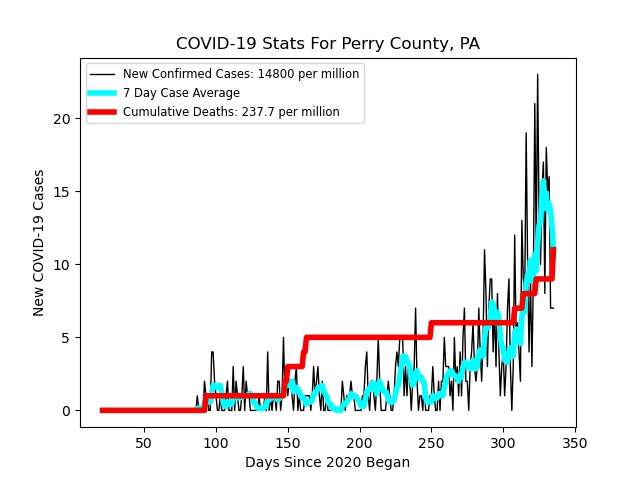 COVID-19 Stats For Perry County, PA
New Confirmed Cases: 14800 per million
7 Day Case Average
Cumulative Deaths: 237.7 per million
New COVID-19 Cases
20
15
10
5
0
50 100 150 200 250 300 350
Days Since 2020 Began